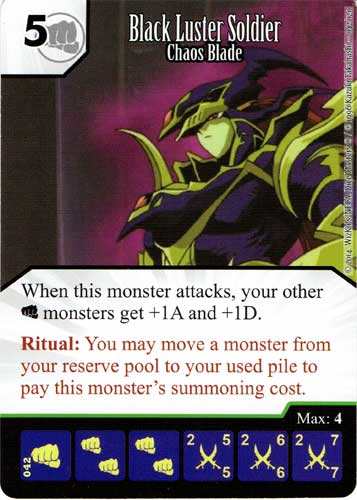 5
Black Luster Soldier
Chaos Blade
When this monster attacks, your other
monsters get +1A and +1D.
Ritual: You may move a monster from
your reserve pool to your used pile to
pay this monster's summoning cost.
Max: 4
042
2 5 5
2 6 6
2 7 7